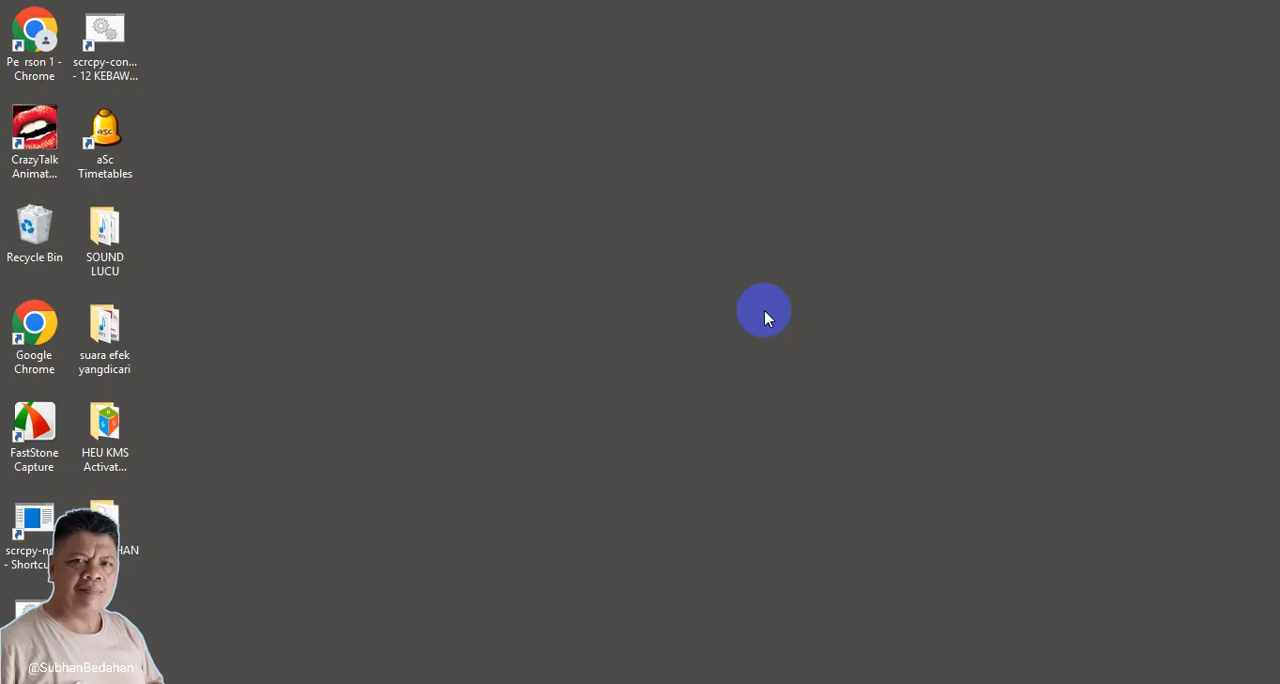 Pe rson 1 -
Chrome
scrcpy-con...
- 12 KEBAW...
CrazyTalk
Animat...
aSc
aSc
Timetables
Recycle Bin
SOUND
LUCU
Google
Chrome
suara efek
yangdicari
FastStone
Capture
HEU KMS
Activat...
- Shortcu
HAN
@SubhanBedahan